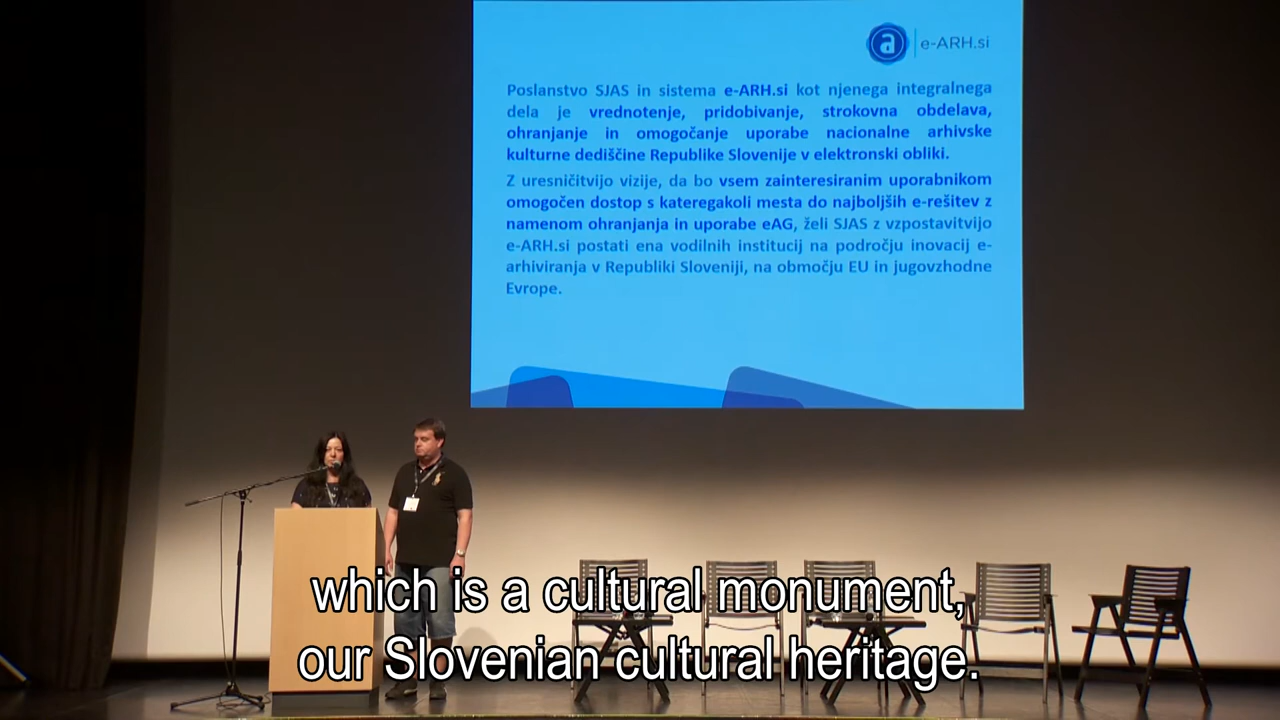 a e-ARH.si
Poslanstvo SJAS in sistema e-ARH.si kot njenega integralnega
dela je vrednotenje, pridobivanje, strokovna obdelava,
ohranjanje in omogočanje uporabe nacionalne arhivske
kulturne dediščine Republike Slovenije v elektronski obliki.
Z uresničitvijo vizije, da bo vsem zainteresiranim uporabnikom
omogočen dostop s kateregakoli mesta do najboljših e-rešitev z
namenom ohranjanja in uporabe eAG, želi SJAS z vzpostavitvijo
e-ARH.si postati ena vodilnih institucij na področju inovacij e-
arhiviranja v Republiki Sloveniji, na območju EU in jugovzhodne
Evrope.
which is a cultural monument,
our Slovenian cultural heritage.